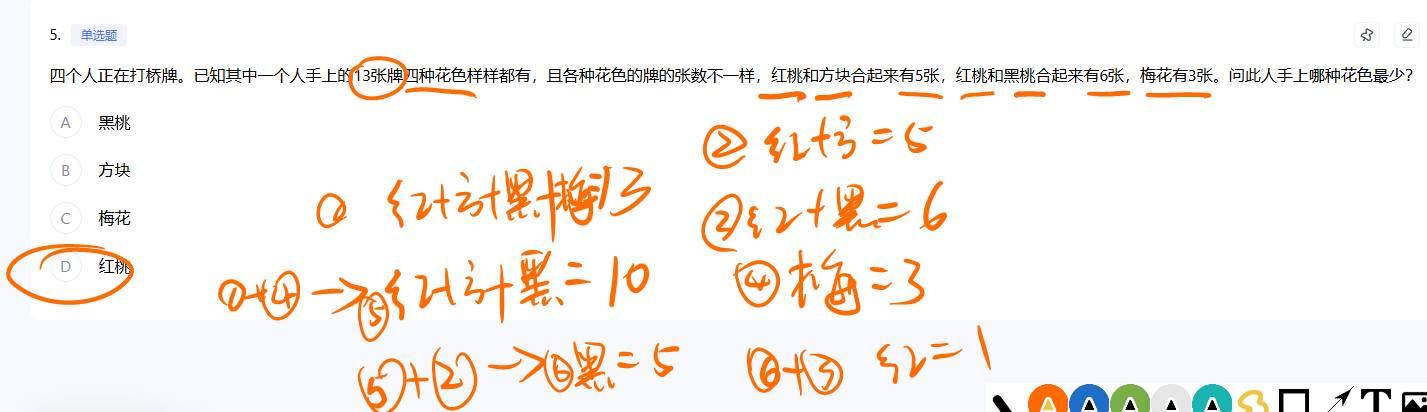 5. 单选题
四个人正在打桥牌。已知其中一个人手上的13张牌四种花色样样都有，且各种花色的牌的张数不一样，红桃和方块合起来有5张，红桃和黑桃合起来有6张，梅花有3张。问此人手上哪种花色最少？
A 黑桃
B 方块
C 梅花
D 红桃
① 红+方+黑+梅=13
② 红+方=5
③ 红+黑=6
④ 梅=3
①+④→⑤ 红+方+黑=10
⑤+②→⑥黑=5
⑥+③ 红=1
T